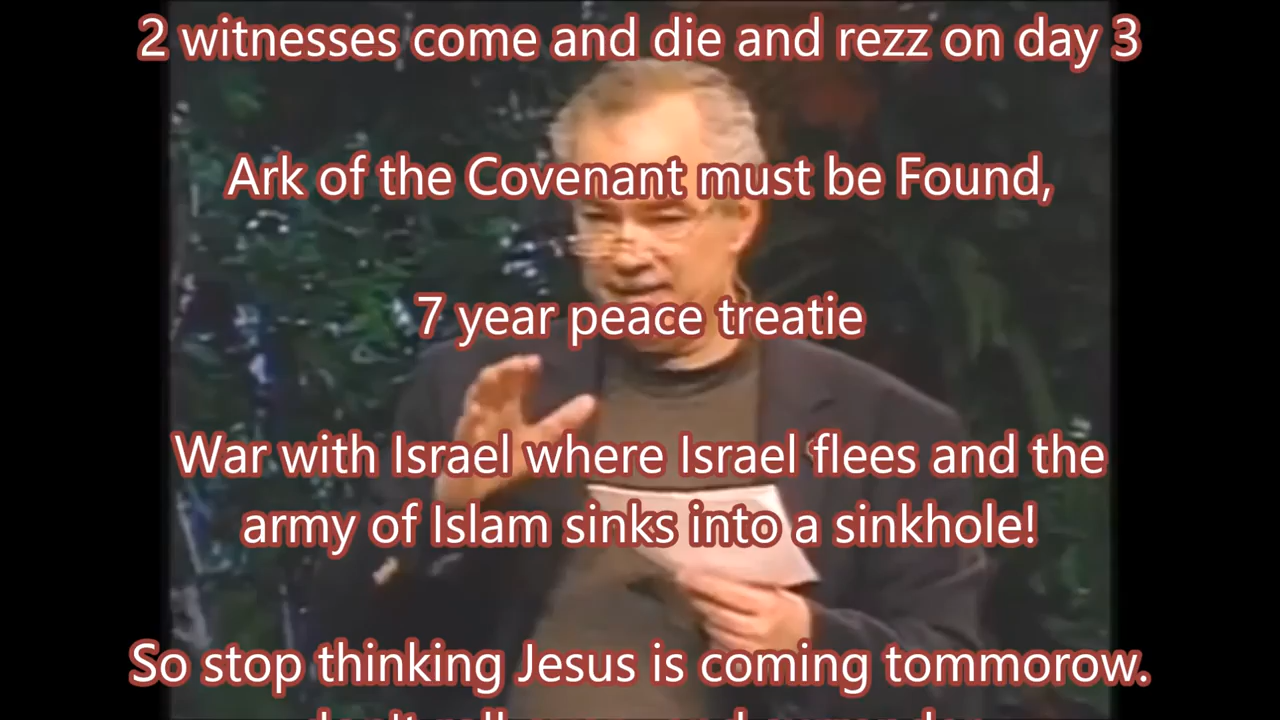 2 witnesses come and die and rezz on day 3
Ark of the Covenant must be Found,
7 year peace treatie
War with Israel where Israel flees and the
army of Islam sinks into a sinkhole!
So stop thinking Jesus is coming tommorow.